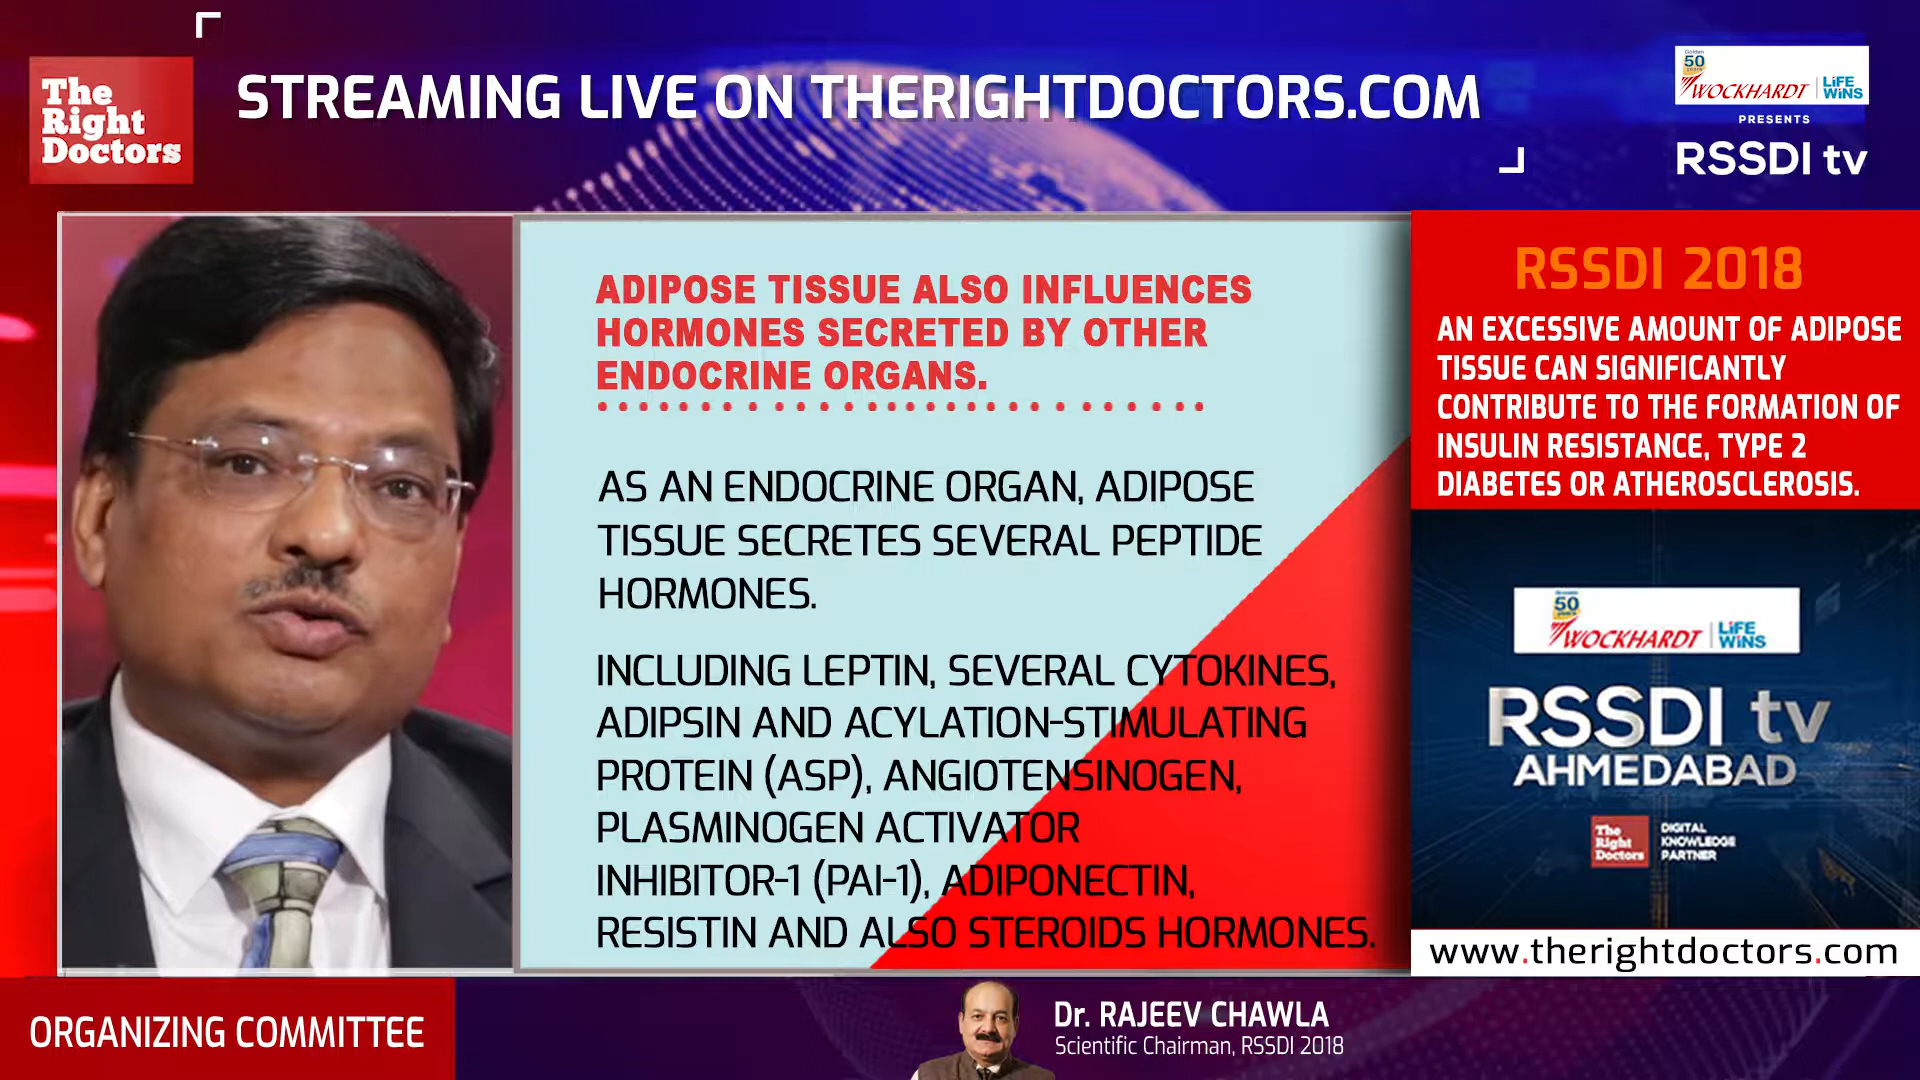 The
Right
Doctors
STREAMING LIVE ON THERIGHTDOCTORS.COM
Golden
50
years
WOCKHARDT
LiFE
WiNS
PRESENTS
RSSDI tv
ADIPOSE TISSUE ALSO INFLUENCES
HORMONES SECRETED BY OTHER
ENDOCRINE ORGANS.
AS AN ENDOCRINE ORGAN, ADIPOSE
TISSUE SECRETES SEVERAL PEPTIDE
HORMONES.
INCLUDING LEPTIN, SEVERAL CYTOKINES,
ADIPSIN AND ACYLATION-STIMULATING
PROTEIN (ASP), ANGIOTENSINOGEN,
PLASMINOGEN ACTIVATOR
INHIBITOR-1 (PAI-1), ADIPONECTIN,
RESISTIN AND ALSO STEROIDS HORMONES.
RSSDI 2018
AN EXCESSIVE AMOUNT OF ADIPOSE
TISSUE CAN SIGNIFICANTLY
CONTRIBUTE TO THE FORMATION OF
INSULIN RESISTANCE, TYPE 2
DIABETES OR ATHEROSCLEROSIS.
50
WOCKHARDT
LiFE
WiNS
RSSDI tv
AHMEDABAD
The
Right
Doctors
DIGITAL
KNOWLEDGE
PARTNER
www.therightdoctors.com
ORGANIZING COMMITTEE
Dr. RAJEEV CHAWLA
Scientific Chairman, RSSDI 2018